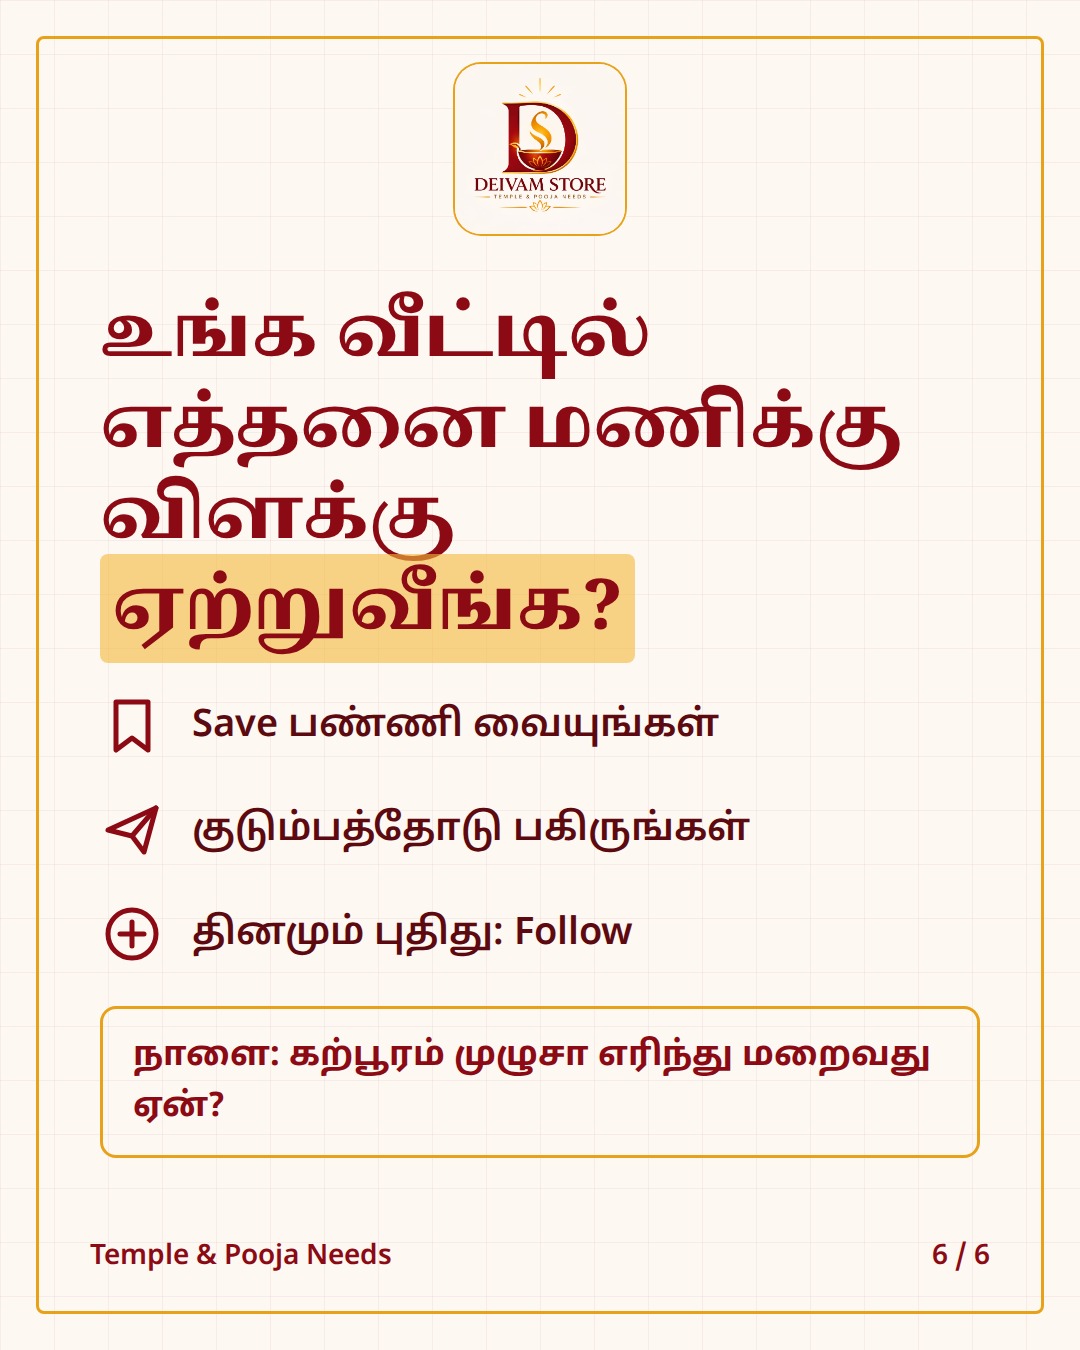 DEIVAM STORE
TEMPLE & POOJA NEEDS
உங்க வீட்டில்
எத்தனை மணிக்கு
விளக்கு
ஏற்றுவீங்க?
Save பண்ணி வையுங்கள்
குடும்பத்தோடு பகிருங்கள்
தினமும் புதிது: Follow
நாளை: கற்பூரம் முழுசா எரிந்து மறைவது
ஏன்?
Temple & Pooja Needs
6 / 6